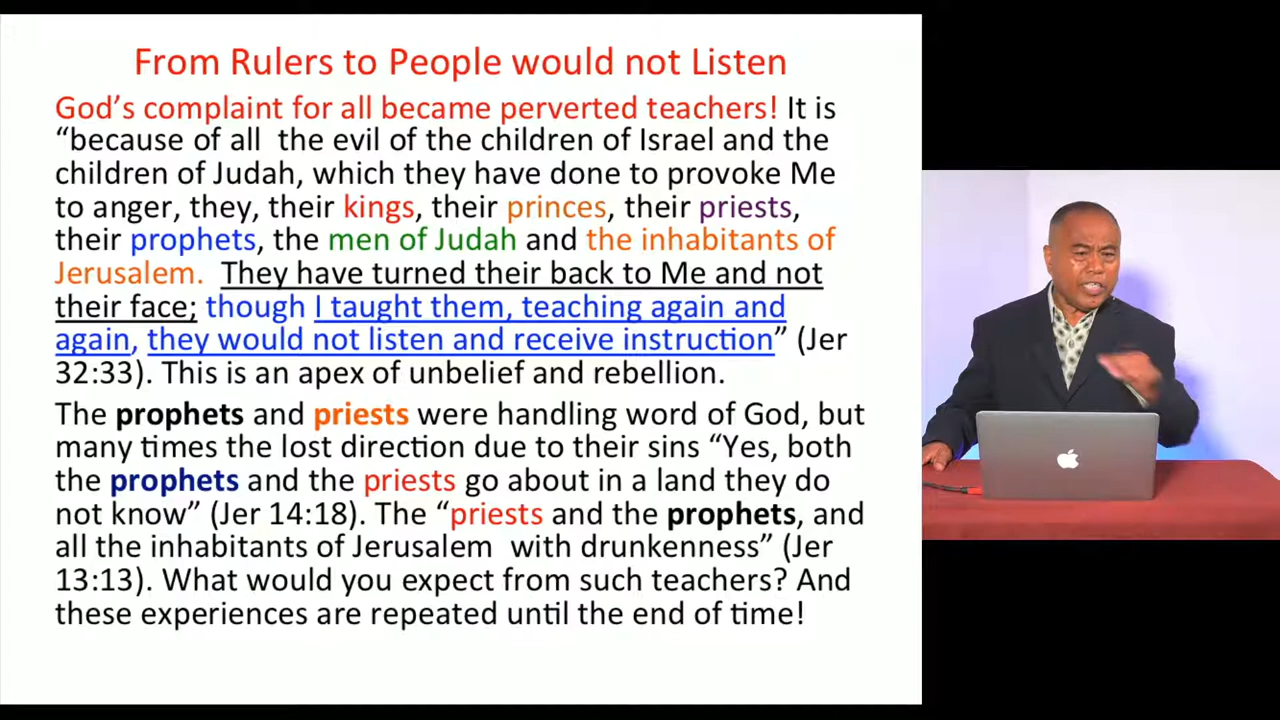 From Rulers to People would not Listen
God's complaint for all became perverted teachers! It is
“because of all  the evil of the children of Israel and the
children of Judah, which they have done to provoke Me
to anger, they, their kings, their princes, their priests,
their prophets, the men of Judah and the inhabitants of
Jerusalem.  They have turned their back to Me and not
their face; though I taught them, teaching again and
again, they would not listen and receive instruction” (Jer
32:33). This is an apex of unbelief and rebellion.
The prophets and priests were handling word of God, but
many times the lost direction due to their sins “Yes, both
the prophets and the priests go about in a land they do
not know” (Jer 14:18). The “priests and the prophets, and
all the inhabitants of Jerusalem  with drunkenness” (Jer
13:13). What would you expect from such teachers? And
these experiences are repeated until the end of time!